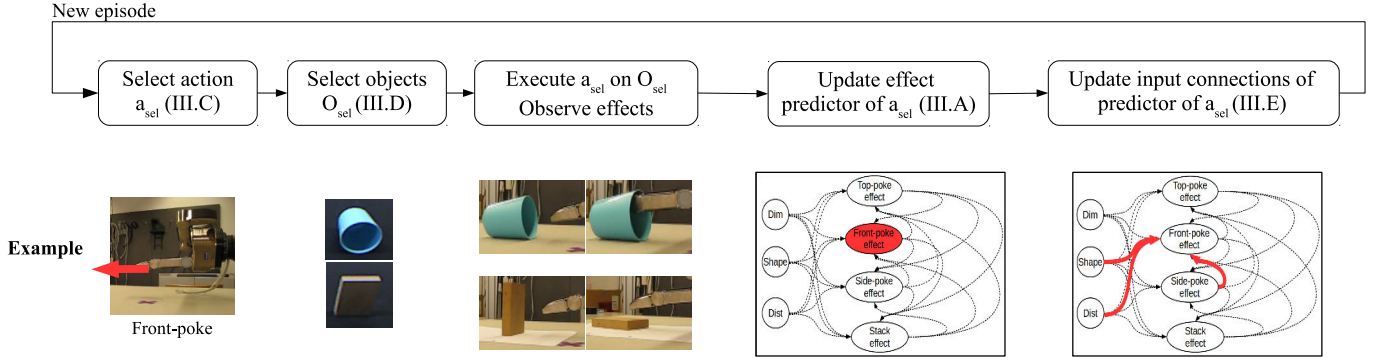 New episode
Select action
a_sel (III.C)
Select objects
O_sel (III.D)
Execute a_sel on O_sel
Observe effects
Update effect
predictor of a_sel (III.A)
Update input connections of
predictor of a_sel (III.E)
Example
Front-poke
Top-poke
effect
Dim
Front-poke
effect
Shape
Side-poke
effect
Dist
Stack
effect
Top-poke
effect
Dim
Front-poke
effect
Shape
Side-poke
effect
Dist
Stack
effect